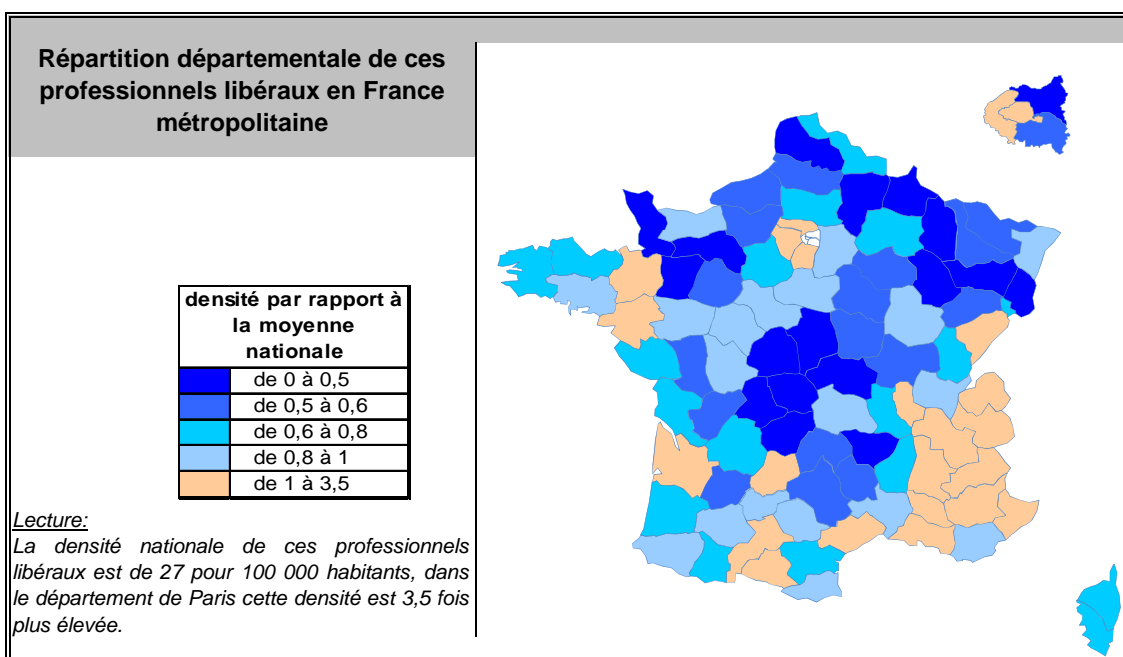 Répartition départementale de ces
professionnels libéraux en France
métropolitaine
densité par rapport à
la moyenne
nationale
de 0 à 0,5
de 0,5 à 0,6
de 0,6 à 0,8
de 0,8 à 1
de 1 à 3,5
Lecture:
La densité nationale de ces professionnels
libéraux est de 27 pour 100 000 habitants, dans
le département de Paris cette densité est 3,5 fois
plus élevée.